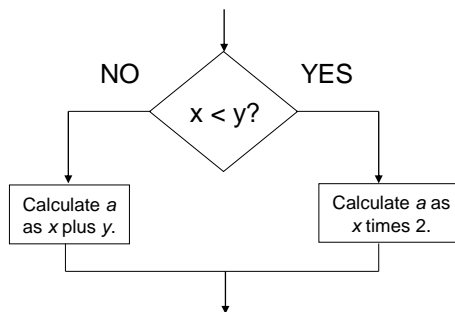 NO
YES
x < y?
Calculate a
as x plus y.
Calculate a as
x times 2.